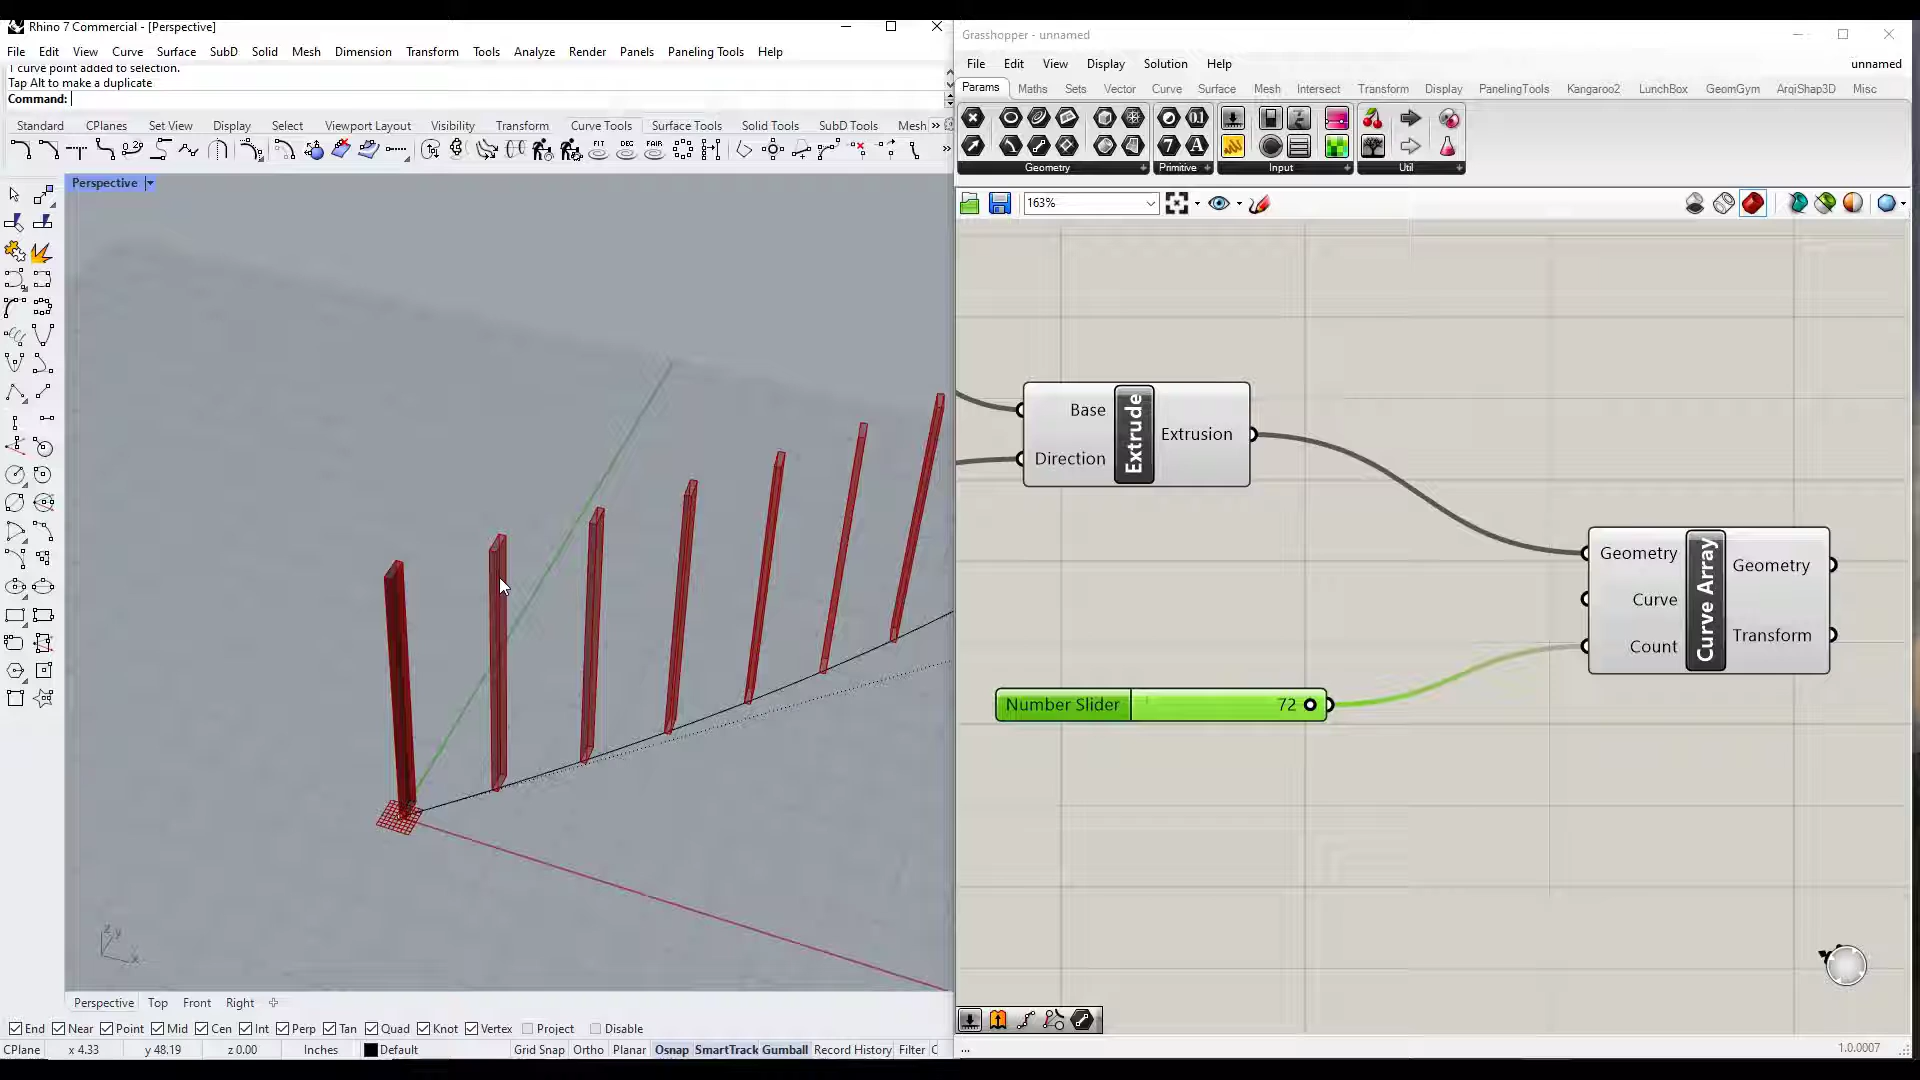 Rhino 7 Commercial - [Perspective]
File Edit View Curve Surface SubD Solid Mesh Dimension Transform Tools Analyze Render Panels Paneling Tools Help
1 curve point added to selection.
Tap Alt to make a duplicate
Command:
Standard CPlanes Set View Display Select Viewport Layout Visibility Transform Curve Tools Surface Tools Solid Tools SubD Tools Mesh »
FIT DEG FAIR
Perspective
z y x
Perspective Top Front Right
End Near Point Mid Cen Int Perp Tan Quad Knot Vertex Project Disable
CPlane x 4.33 y 48.19 z 0.00 Inches Default Grid Snap Ortho Planar Osnap SmartTrack Gumball Record History Filter C
Grasshopper - unnamed
File Edit View Display Solution Help unnamed
Params Maths Sets Vector Curve Surface Mesh Intersect Transform Display PanelingTools Kangaroo2 LunchBox GeomGym ArqiShap3D Misc
Geometry Primitive Input Util
163%
Base
Direction
Extrude
Extrusion
Geometry
Curve
Count
Curve Array
Geometry
Transform
Number Slider 72
...
1.0.0007